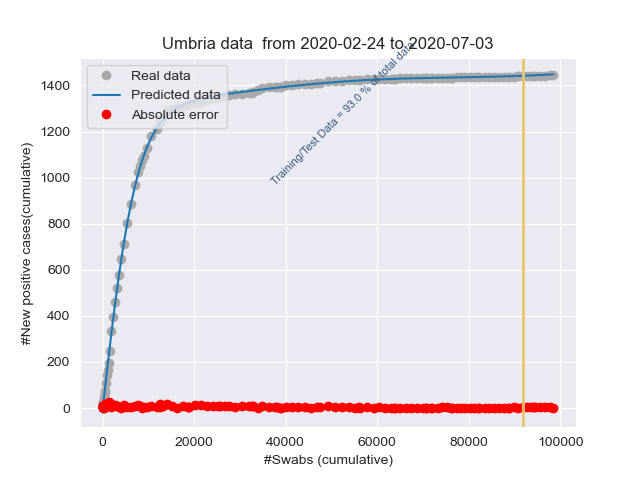 Umbria data  from 2020-02-24 to 2020-07-03
Real data
Predicted data
Absolute error
Training/Test Data = 93.0 % of total data
#New positive cases(cumulative)
1400
1200
1000
800
600
400
200
0
0
20000
40000
60000
80000
100000
#Swabs (cumulative)